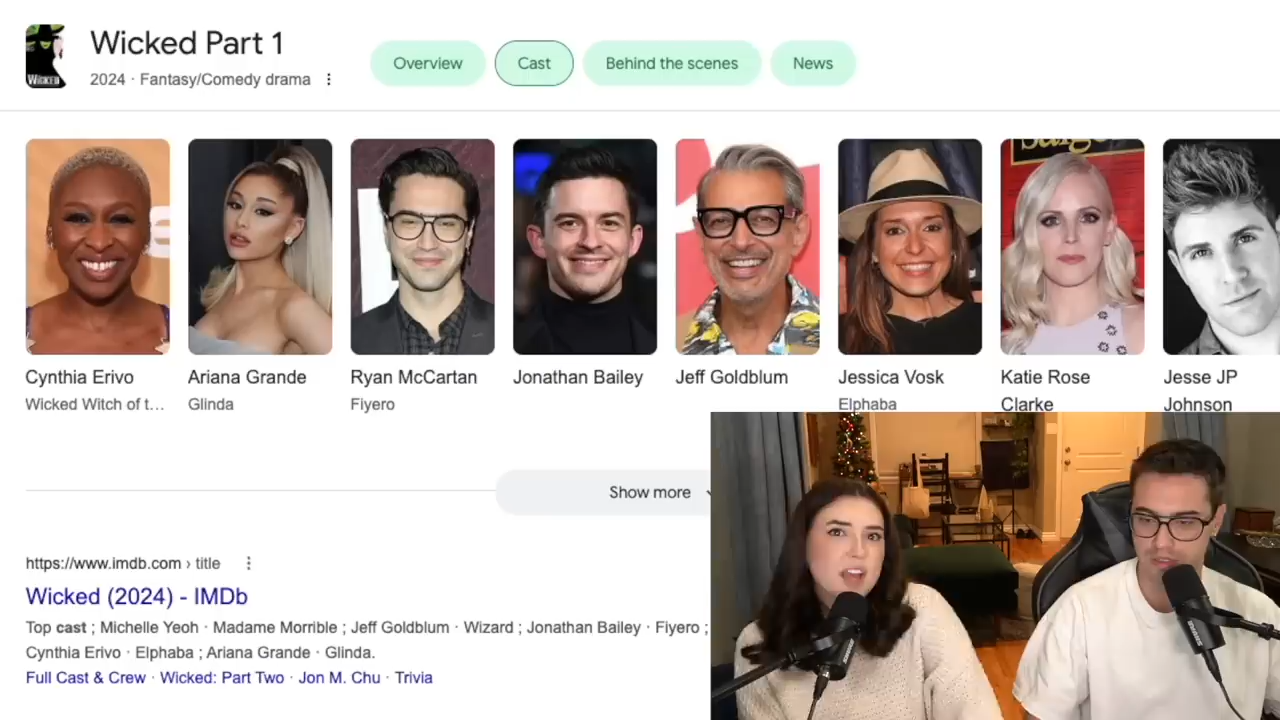 Wicked Part 1
2024 · Fantasy/Comedy drama
Overview
Cast
Behind the scenes
News
WICKED
Cynthia Erivo
Wicked Witch of t...
Ariana Grande
Glinda
Ryan McCartan
Fiyero
Jonathan Bailey
Jeff Goldblum
Jessica Vosk
Elphaba
Katie Rose
Clarke
Jesse JP
Johnson
Show more
https://www.imdb.com › title
Wicked (2024) - IMDb
Top cast ; Michelle Yeoh · Madame Morrible ; Jeff Goldblum · Wizard ; Jonathan Bailey · Fiyero ;
Cynthia Erivo · Elphaba ; Ariana Grande · Glinda.
Full Cast & Crew · Wicked: Part Two · Jon M. Chu · Trivia